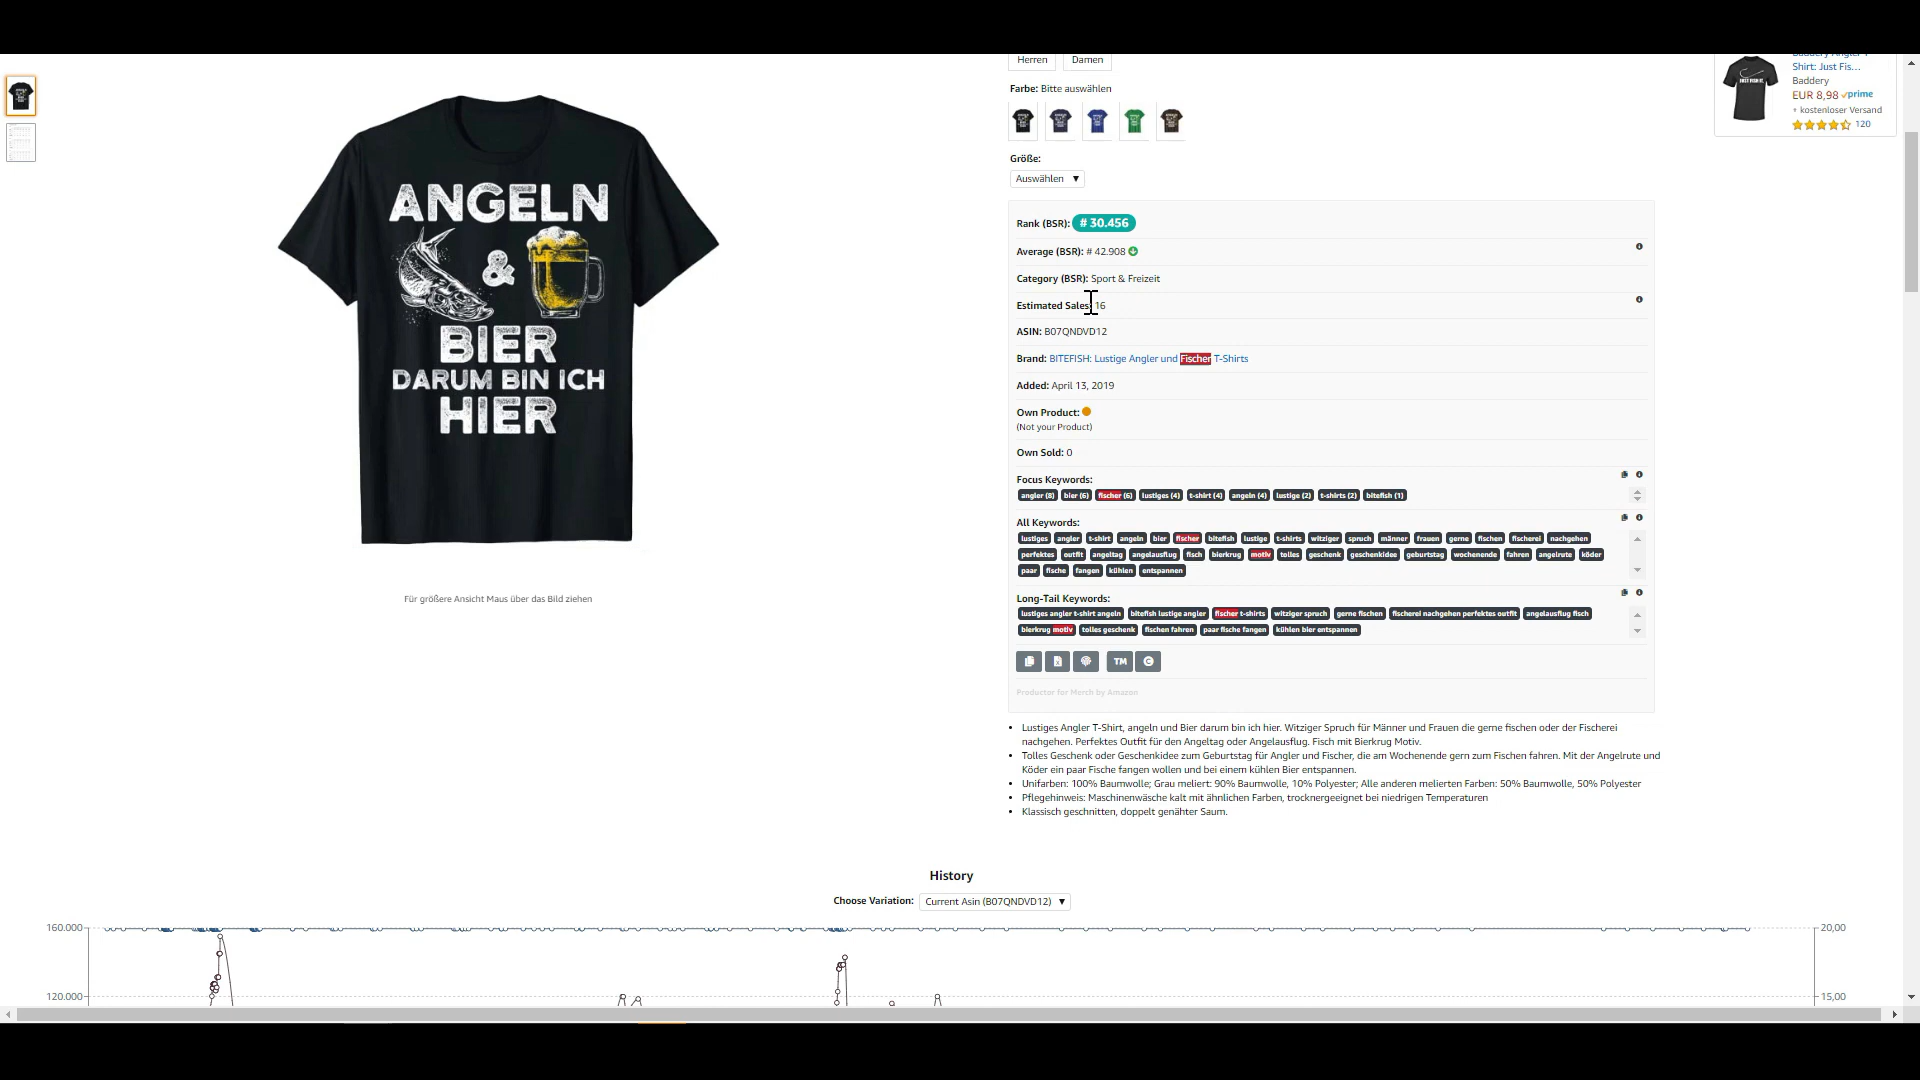 Herren Damen
Farbe: Bitte auswählen
Größe:
Auswählen
Shirt: Just Fis...
Baddery
EUR 8,98 prime
+ kostenloser Versand
120
ANGELN
&
BIER
DARUM BIN ICH
HIER
Für größere Ansicht Maus über das Bild ziehen
Rank (BSR): # 30.456
Average (BSR): # 42.908
Category (BSR): Sport & Freizeit
Estimated Sales: 16
ASIN: B07QNDVD12
Brand: BITEFISH: Lustige Angler und Fischer T-Shirts
Added: April 13, 2019
Own Product:
(Not your Product)
Own Sold: 0
Focus Keywords:
angler (8) bier (6) fischer (6) lustiges (4) t-shirt (4) angeln (4) lustige (2) t-shirts (2) bitefish (1)
All Keywords:
lustiges angler t-shirt angeln bier fischer bitefish lustige t-shirts witziger spruch männer frauen gerne fischen fischerei nachgehen
perfektes outfit angeltag angelausflug fisch bierkrug motiv tolles geschenk geschenkidee geburtstag wochenende fahren angelrute köder
paar fische fangen kühlen entspannen
Long-Tail Keywords:
lustiges angler t-shirt angeln bitefish lustige angler fischer t-shirts witziger spruch gerne fischen fischerei nachgehen perfektes outfit angelausflug fisch
bierkrug motiv tolles geschenk fischen fahren paar fische fangen kühlen bier entspannen
TM C
Productor for Merch by Amazon
• Lustiges Angler T-Shirt, angeln und Bier darum bin ich hier. Witziger Spruch für Männer und Frauen die gerne fischen oder der Fischerei
nachgehen. Perfektes Outfit für den Angeltag oder Angelausflug. Fisch mit Bierkrug Motiv.
• Tolles Geschenk oder Geschenkidee zum Geburtstag für Angler und Fischer, die am Wochenende gern zum Fischen fahren. Mit der Angelrute und
Köder ein paar Fische fangen wollen und bei einem kühlen Bier entspannen.
• Unifarben: 100% Baumwolle; Grau meliert: 90% Baumwolle, 10% Polyester; Alle anderen melierten Farben: 50% Baumwolle, 50% Polyester
• Pflegehinweis: Maschinenwäsche kalt mit ähnlichen Farben, trocknergeeignet bei niedrigen Temperaturen
• Klassisch geschnitten, doppelt genähter Saum.
History
Choose Variation: Current Asin (B07QNDVD12)
160.000 20,00
120.000 15,00